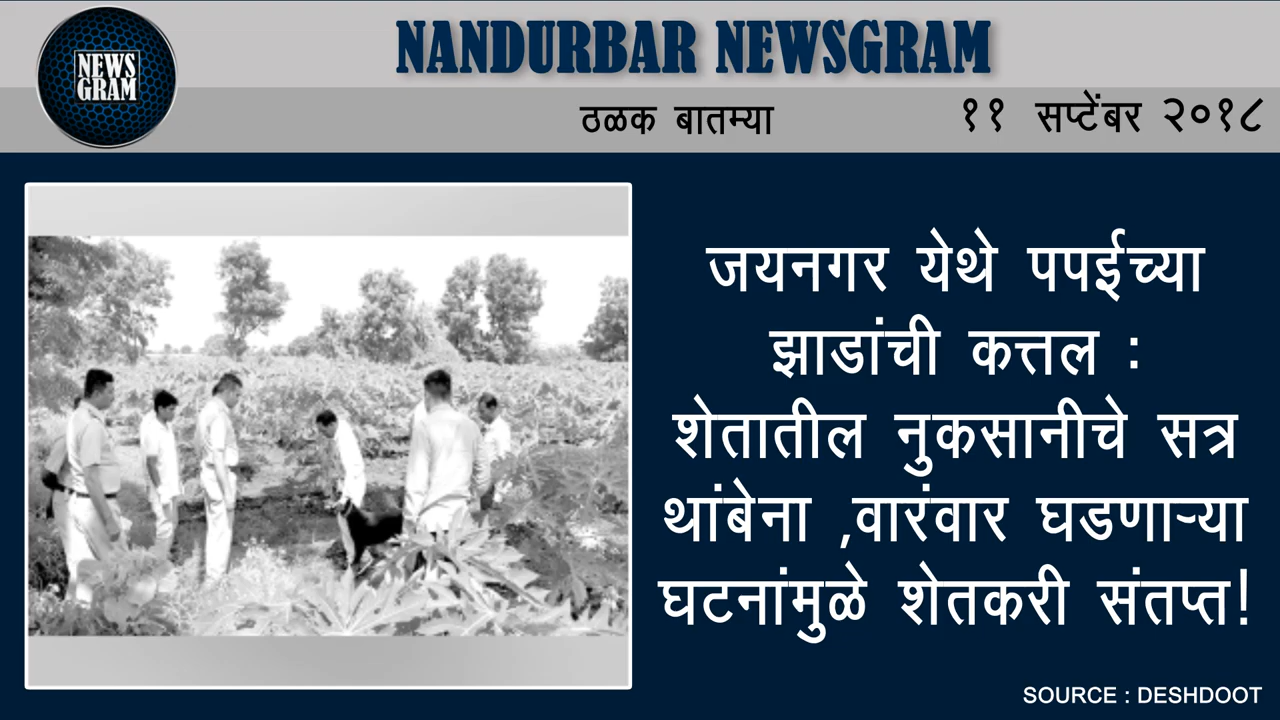 NEWS
GRAM
NANDURBAR NEWSGRAM
ठळक बातम्या
११ सप्टेंबर २०१८
जयनगर येथे पपईच्या
झाडांची कत्तल :
शेतातील नुकसानीचे सत्र
थांबेना ,वारंवार घडणाऱ्या
घटनांमुळे शेतकरी संतप्त!
SOURCE : DESHDOOT